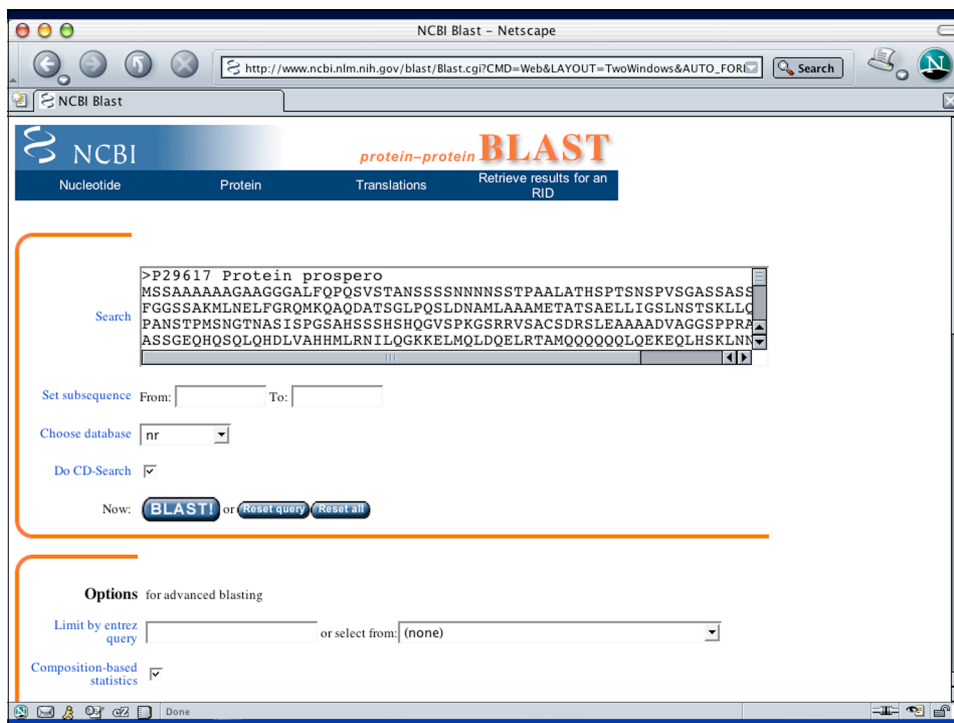 NCBI Blast – Netscape
http://www.ncbi.nlm.nih.gov/blast/Blast.cgi?CMD=Web&LAYOUT=TwoWindows&AUTO_FORI
Search
N
NCBI Blast
NCBI
protein–protein BLAST
Nucleotide Protein Translations Retrieve results for an RID
>P29617 Protein prospero
MSSAAAAAAGAAGGGALFQPQSVSTANSSSSNNNNSSTPAALATHSPTSNSPVSGASSASS
FGGSSAKMLNELFGRQMKQAQDATSGLPQSLDNAMLAAAMETATSAELLIGSLNSTSKLLQ
Search
PANSTPMSNGTNASISPGSAHSSSHSHQGVSPKGSRRVSACSDRSLEAAAADVAGGSPPRA
ASSGEQHQSQLQHDLVAHHMLRNILQGKKELMQLDQELRTAMQQQQQQLQEKEQLHSKLNN
Set subsequence From: To:
Choose database nr
Do CD-Search
Now: BLAST! or Reset query Reset all
Options for advanced blasting
Limit by entrez query or select from: (none)
Composition-based statistics
Done